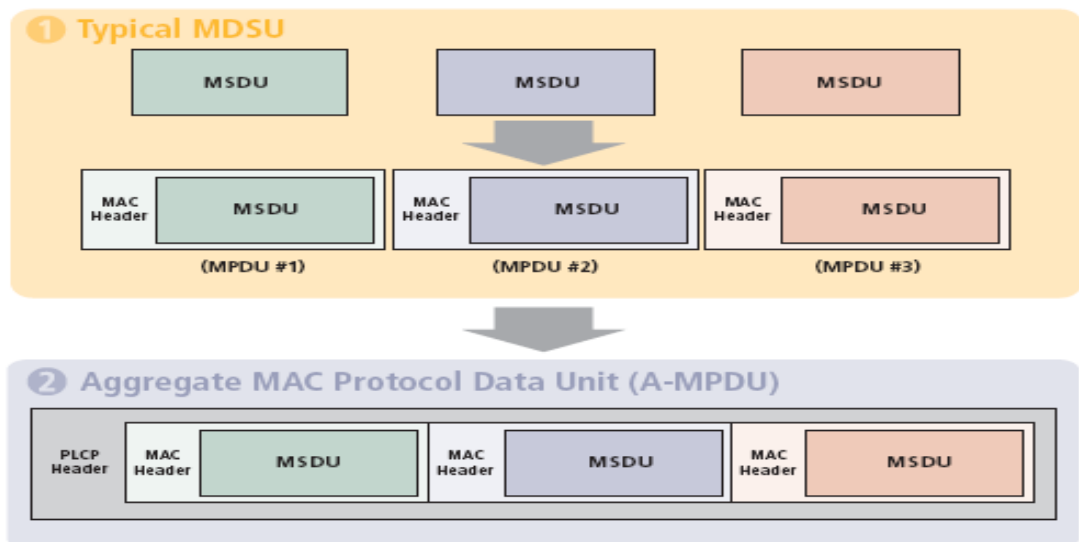 1 Typical MDSU
MSDU MSDU MSDU
MAC Header MSDU MAC Header MSDU MAC Header MSDU
(MPDU #1) (MPDU #2) (MPDU #3)
2 Aggregate MAC Protocol Data Unit (A-MPDU)
PLCP Header MAC Header MSDU MAC Header MSDU MAC Header MSDU